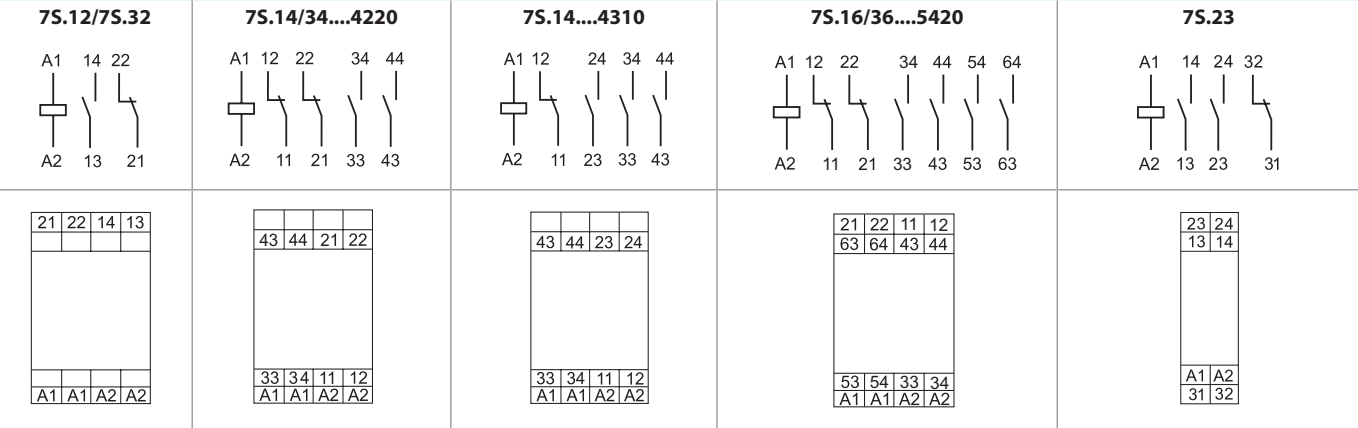 7S.12/7S.32 7S.14/34....4220 7S.14....4310 7S.16/36....5420 7S.23
A1 14 22
A2 13 21
A1 12 22 34 44
A2 11 21 33 43
A1 12 24 34 44
A2 11 23 33 43
A1 12 22 34 44 54 64
A2 11 21 33 43 53 63
A1 14 24 32
A2 13 23 31
21 22 14 13
A1 A1 A2 A2
43 44 21 22
33 34 11 12
A1 A1 A2 A2
43 44 23 24
33 34 11 12
A1 A1 A2 A2
21 22 11 12
63 64 43 44
53 54 33 34
A1 A1 A2 A2
23 24
13 14
A1 A2
31 32